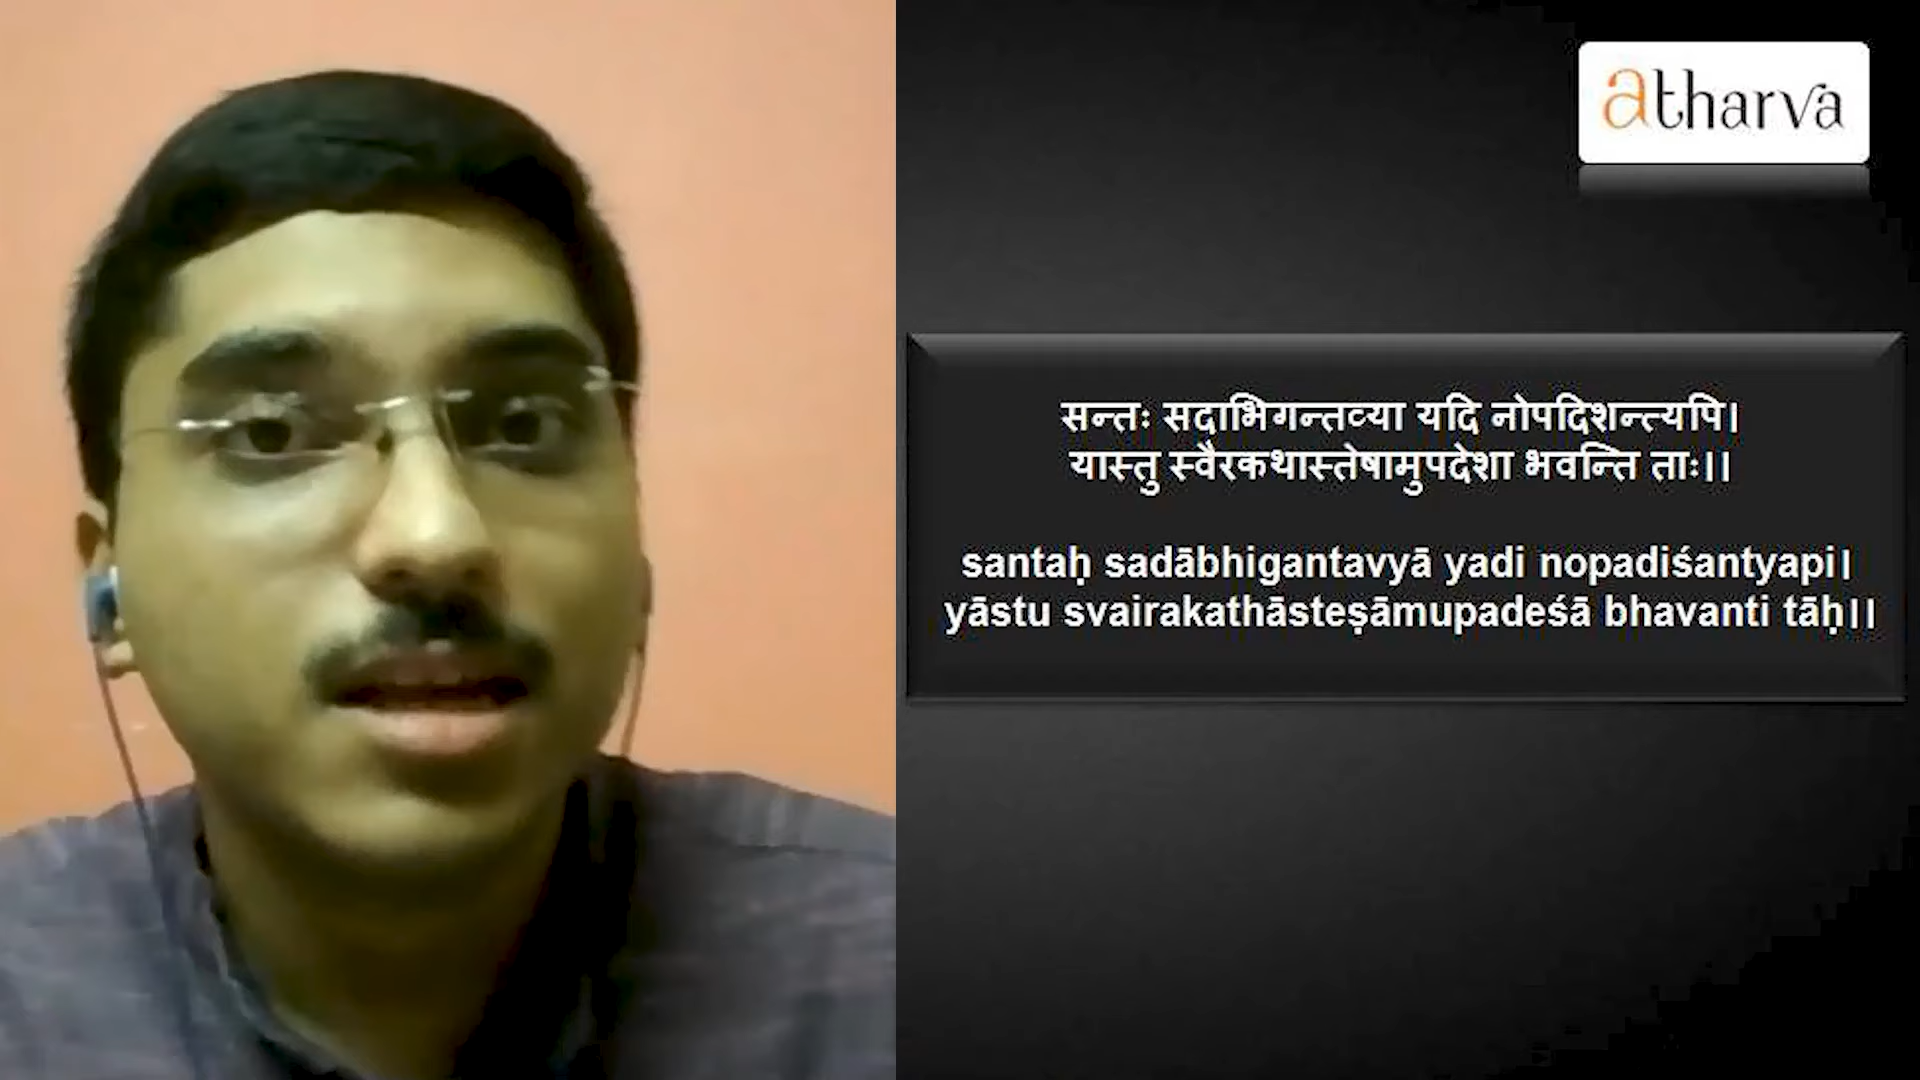 atharva
सन्तः सदाभिगन्तव्या यदि नोपदिशन्त्यपि।
यास्तु स्वैरकथास्तेषामुपदेशा भवन्ति ताः।।
santaḥ sadābhigantavyā yadi nopadiśantyapi।
yāstu svairakathāsteṣāmupadeśā bhavanti tāḥ।।